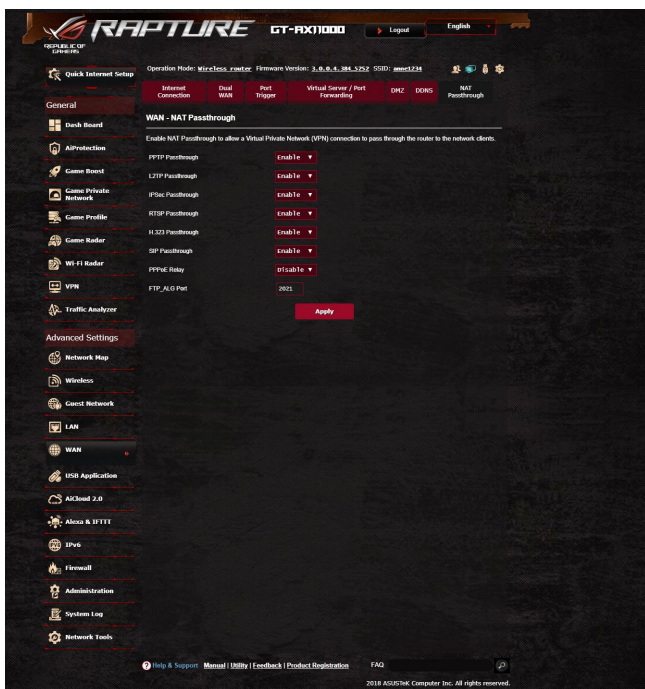 REPUBLIC OF
GAMERS
RAPTURE GT-AX11000 Logout English
Quick Internet Setup
Operation Mode: Wireless router Firmware Version: 3.0.0.4.384_5252 SSID: anne1234
Internet Connection Dual WAN Port Trigger Virtual Server / Port Forwarding DMZ DDNS NAT Passthrough
General
Dash Board
AiProtection
Game Boost
Game Private Network
Game Profile
Game Radar
Wi-Fi Radar
VPN
Traffic Analyzer
Advanced Settings
Network Map
Wireless
Guest Network
LAN
WAN
USB Application
AiCloud 2.0
Alexa & IFTTT
IPv6
Firewall
Administration
System Log
Network Tools
WAN - NAT Passthrough
Enable NAT Passthrough to allow a Virtual Private Network (VPN) connection to pass through the router to the network clients.
PPTP Passthrough Enable
L2TP Passthrough Enable
IPSec Passthrough Enable
RTSP Passthrough Enable
H.323 Passthrough Enable
SIP Passthrough Enable
PPPoE Relay Disable
FTP_ALG Port 2021
Apply
Help & Support Manual | Utility | Feedback | Product Registration FAQ
2018 ASUSTeK Computer Inc. All rights reserved.